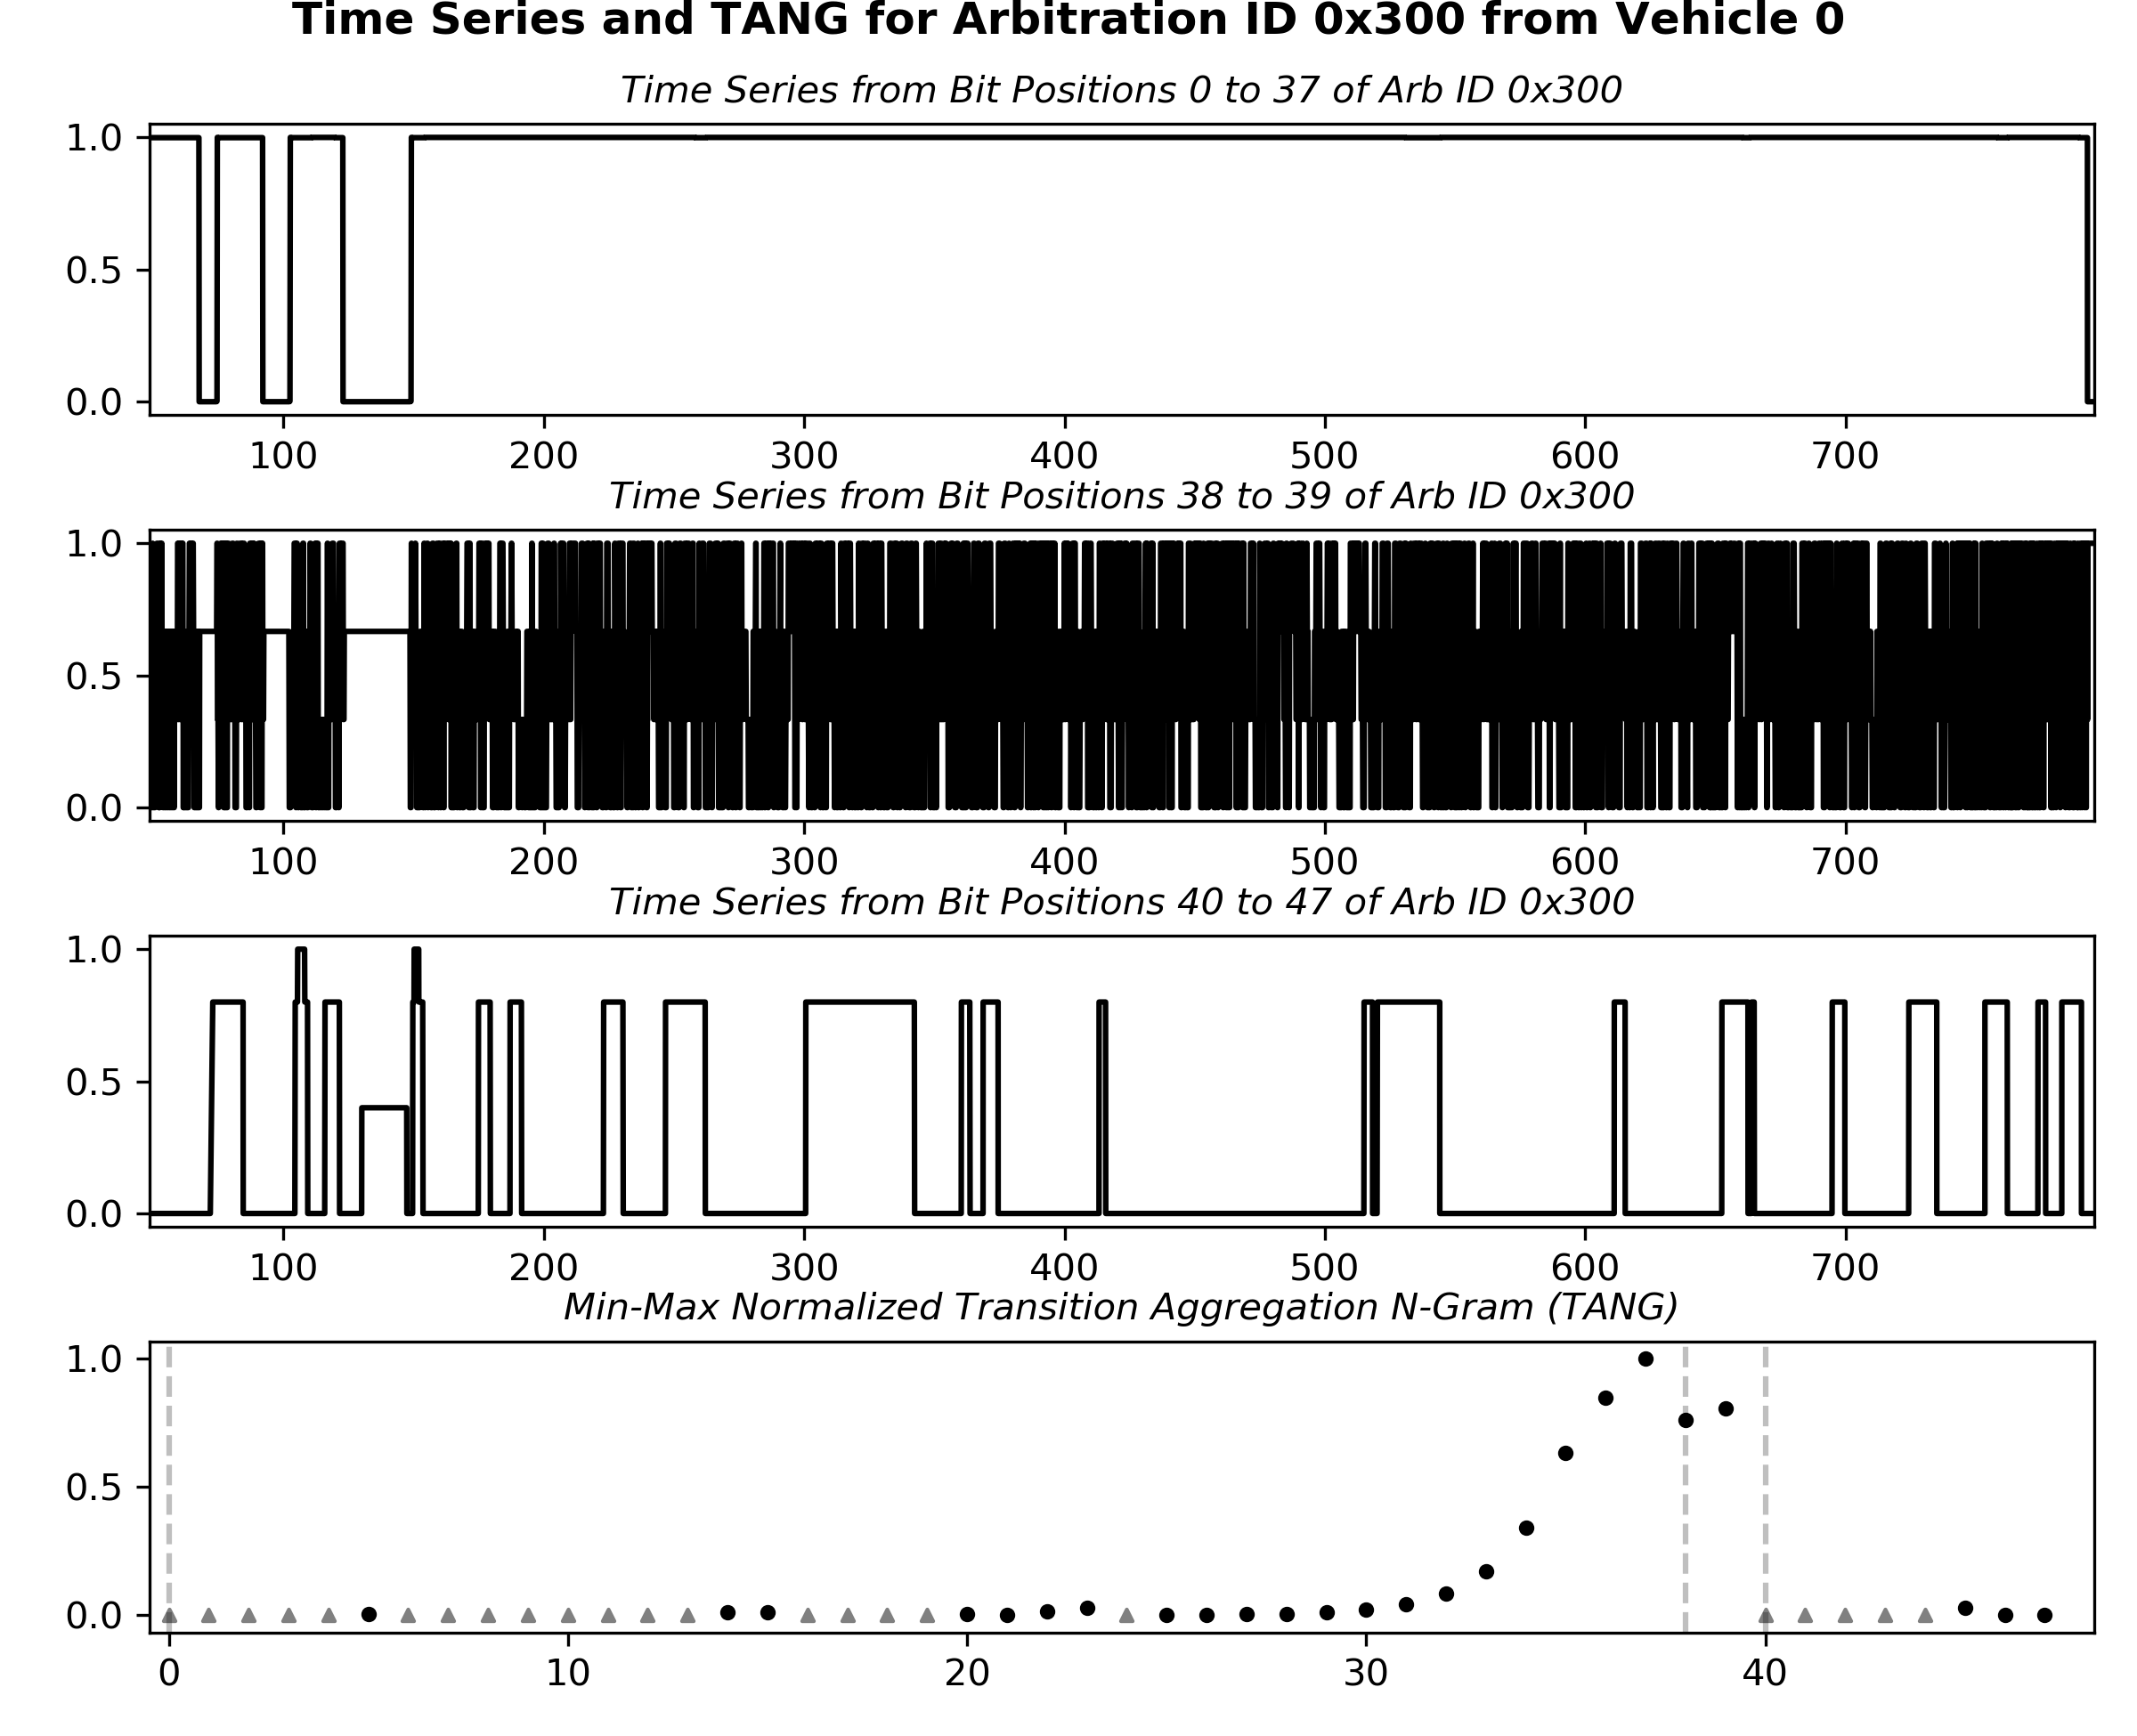 Time Series and TANG for Arbitration ID 0x300 from Vehicle 0
Time Series from Bit Positions 0 to 37 of Arb ID 0x300
1.0
0.5
0.0
100 200 300 400 500 600 700
Time Series from Bit Positions 38 to 39 of Arb ID 0x300
1.0
0.5
0.0
100 200 300 400 500 600 700
Time Series from Bit Positions 40 to 47 of Arb ID 0x300
1.0
0.5
0.0
100 200 300 400 500 600 700
Min-Max Normalized Transition Aggregation N-Gram (TANG)
1.0
0.5
0.0
0 10 20 30 40